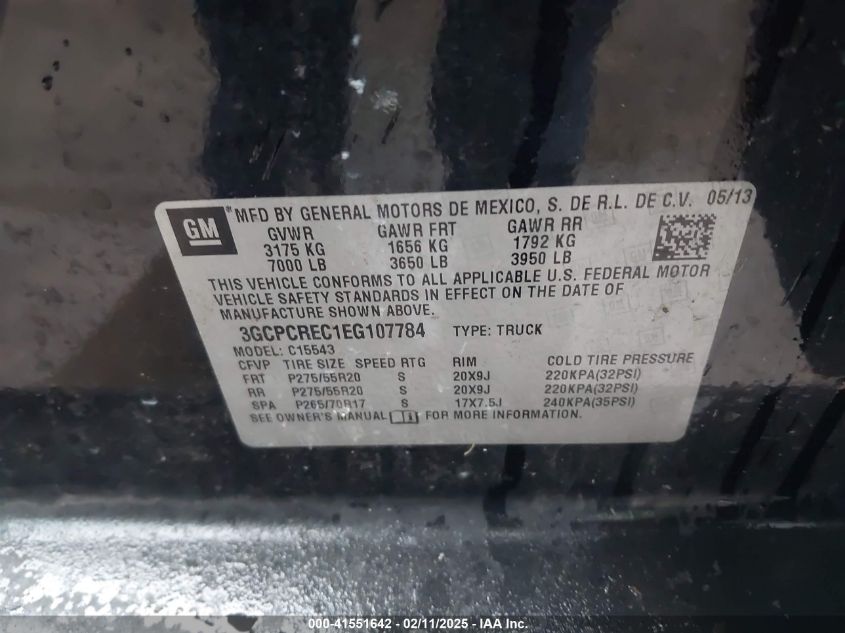 GM
MFD BY GENERAL MOTORS DE MEXICO, S. DE R.L. DE C.V. 05/13
GVWR GAWR FRT GAWR RR
3175 KG 1656 KG 1792 KG
7000 LB 3650 LB 3950 LB
THIS VEHICLE CONFORMS TO ALL APPLICABLE U.S. FEDERAL MOTOR
VEHICLE SAFETY STANDARDS IN EFFECT ON THE DATE OF
MANUFACTURE SHOWN ABOVE.
3GCPCREC1EG107784 TYPE: TRUCK
MODEL: C15543
CFVP TIRE SIZE SPEED RTG RIM COLD TIRE PRESSURE
FRT P275/55R20 S 20X9J 220KPA(32PSI)
RR P275/55R20 S 20X9J 220KPA(32PSI)
SPA P265/70R17 S 17X7.5J 240KPA(35PSI)
SEE OWNER'S MANUAL FOR MORE INFORMATION.
000-41551642 - 02/11/2025 - IAA Inc.